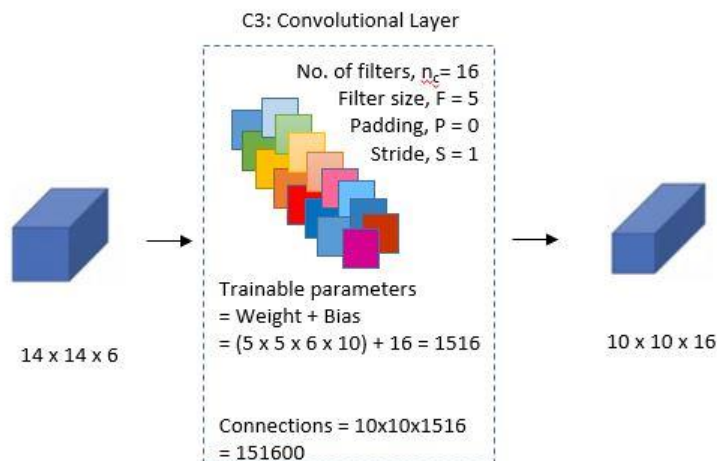 C3: Convolutional Layer
No. of filters, nc= 16
Filter size, F = 5
Padding, P = 0
Stride, S = 1
Trainable parameters
= Weight + Bias
= (5 x 5 x 6 x 10) + 16 = 1516
14 x 14 x 6
10 x 10 x 16
Connections = 10x10x1516
= 151600